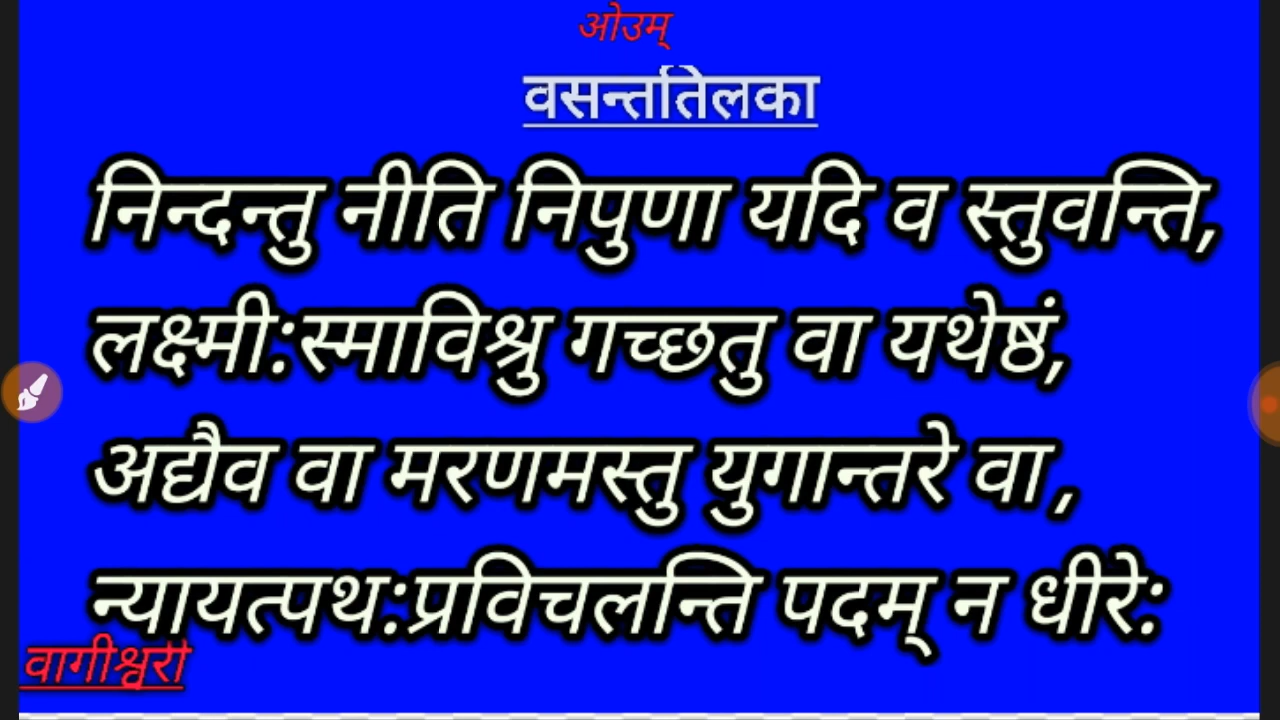 ओउम्
वसन्ततिलका
निन्दन्तु नीति निपुणा यदि व स्तुवन्ति,
लक्ष्मी:स्माविश्रु गच्छतु वा यथेष्ठं,
अद्यैव वा मरणमस्तु युगान्तरे वा ,
न्यायत्पथ:प्रविचलन्ति पदम् न धीरे:
वागीश्वरी